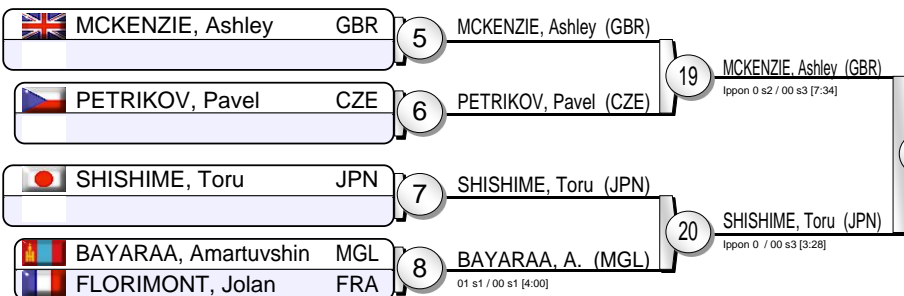 MCKENZIE, Ashley GBR
5
MCKENZIE, Ashley (GBR)
19
MCKENZIE, Ashley (GBR)
Ippon 0 s2 / 00 s3 [7:34]
PETRIKOV, Pavel CZE
6
PETRIKOV, Pavel (CZE)
SHISHIME, Toru JPN
7
SHISHIME, Toru (JPN)
20
SHISHIME, Toru (JPN)
Ippon 0 / 00 s3 [3:28]
BAYARAA, Amartuvshin MGL
8
BAYARAA, A. (MGL)
01 s1 / 00 s1 [4:00]
FLORIMONT, Jolan FRA